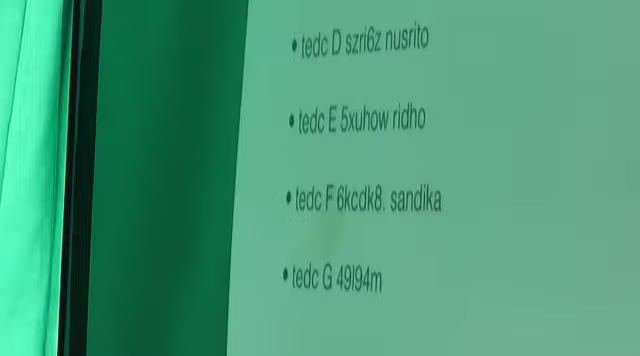 • tedc D szri6z nusrito
• tedc E 5xuhow ridho
• tedc F 6kcdk8. sandika
• tedc G 49l94m